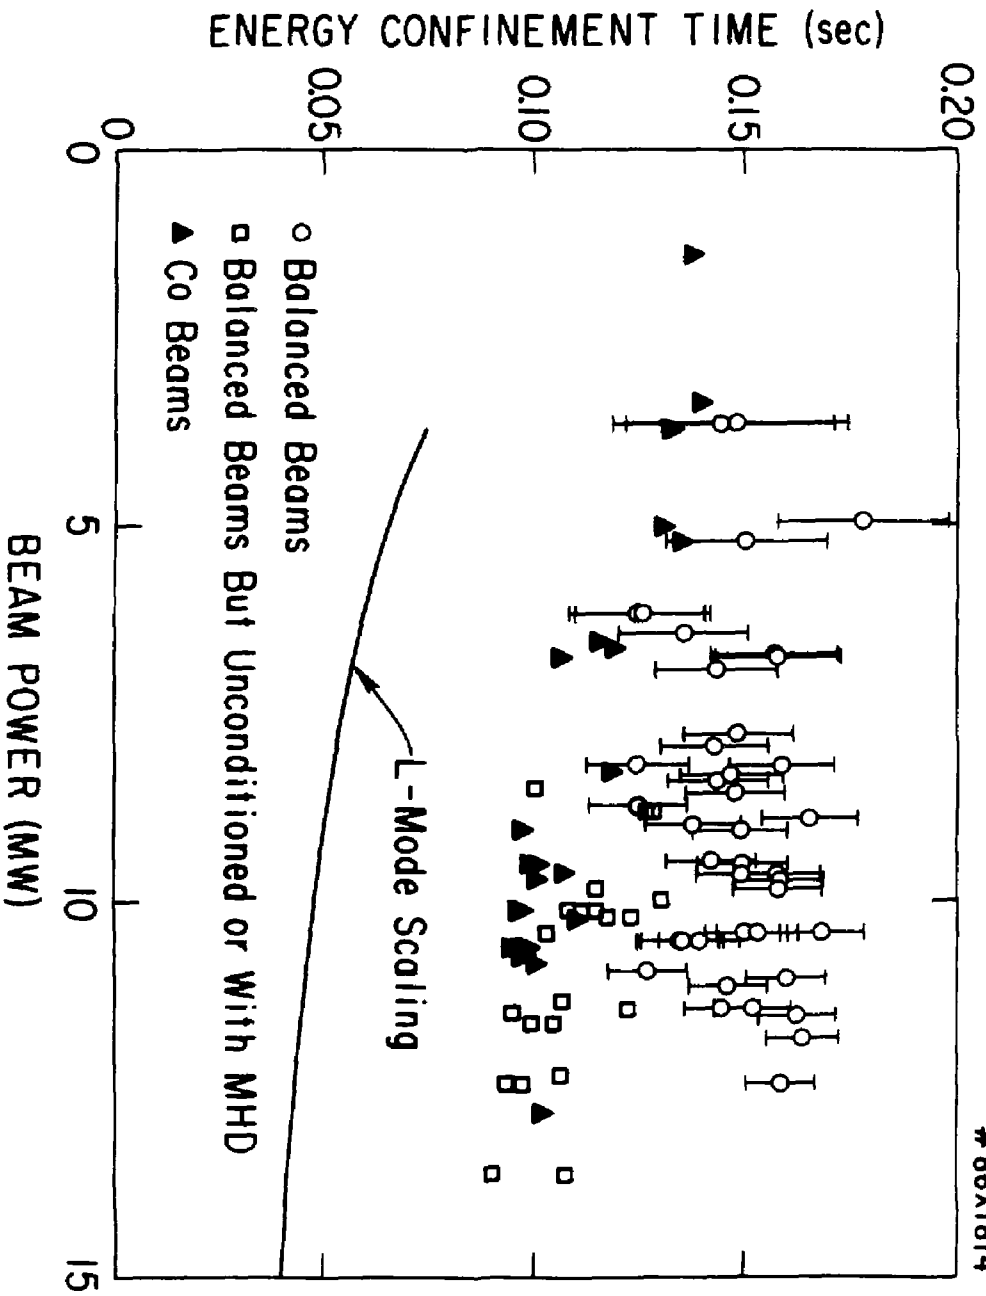 ENERGY CONFINEMENT TIME (sec)
0.20
0.15
0.10
0.05
0
0
5
10
15
BEAM POWER (MW)
L-Mode Scaling
Balanced Beams
Balanced Beams But Unconditioned or With MHD
Co Beams